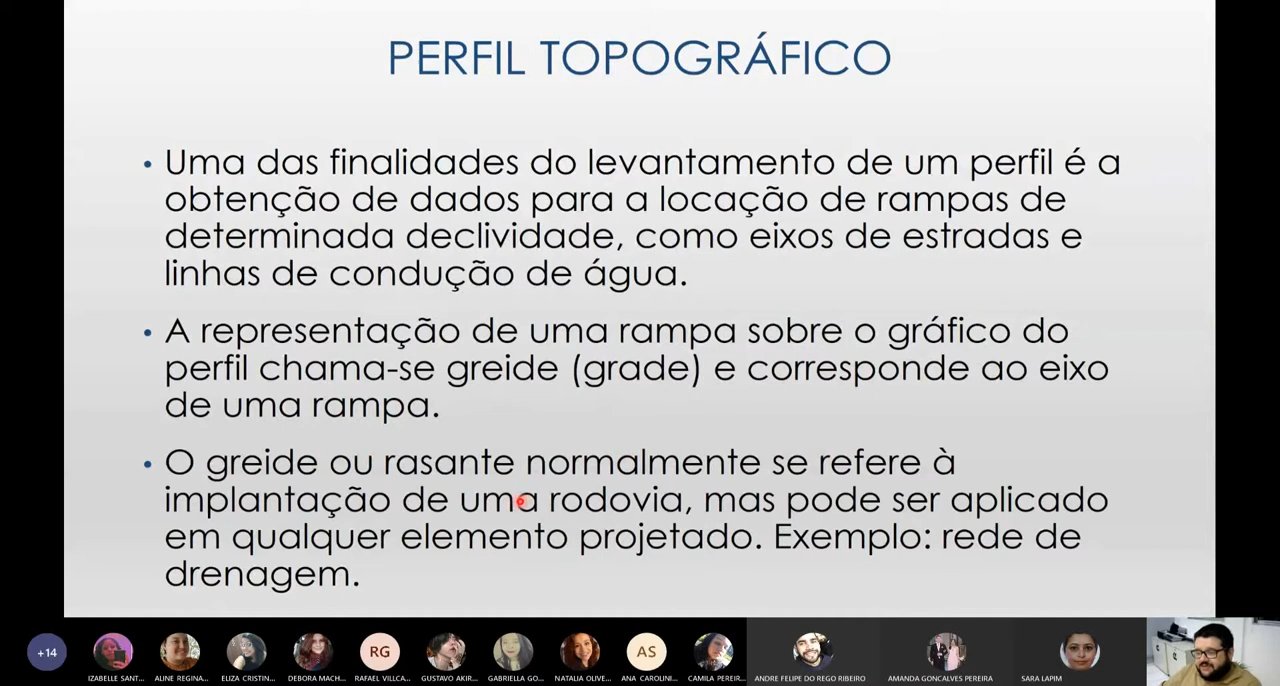 PERFIL TOPOGRÁFICO
• Uma das finalidades do levantamento de um perfil é a
obtenção de dados para a locação de rampas de
determinada declividade, como eixos de estradas e
linhas de condução de água.
• A representação de uma rampa sobre o gráfico do
perfil chama-se greide (grade) e corresponde ao eixo
de uma rampa.
• O greide ou rasante normalmente se refere à
implantação de uma rodovia, mas pode ser aplicado
em qualquer elemento projetado. Exemplo: rede de
drenagem.
+14
RG
AS
IZABELLE SANT...
ALINE REGINA...
ELIZA CRISTIN...
DEBORA MACH...
RAFAEL VILLCA...
GUSTAVO AKIR...
GABRIELLA GO...
NATALIA OLIVE...
ANA CAROLINI...
CAMILA PEREIR...
ANDRE FELIPE DO REGO RIBEIRO
AMANDA GONCALVES PEREIRA
SARA LAPIM